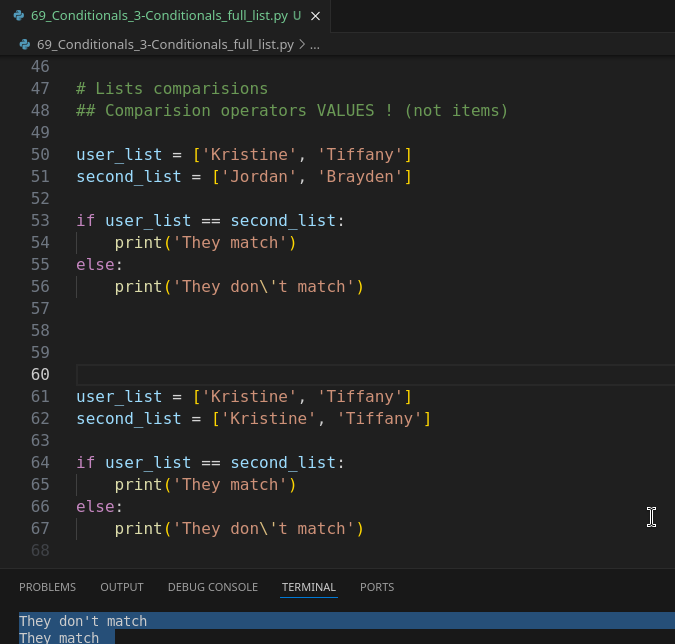 69_Conditionals_3-Conditionals_full_list.py U
69_Conditionals_3-Conditionals_full_list.py > ...
46
47 # Lists comparisions
48 ## Comparision operators VALUES ! (not items)
49
50 user_list = ['Kristine', 'Tiffany']
51 second_list = ['Jordan', 'Brayden']
52
53 if user_list == second_list:
54     print('They match')
55 else:
56     print('They don\'t match')
57
58
59
60
61 user_list = ['Kristine', 'Tiffany']
62 second_list = ['Kristine', 'Tiffany']
63
64 if user_list == second_list:
65     print('They match')
66 else:
67     print('They don\'t match')
68
PROBLEMS OUTPUT DEBUG CONSOLE TERMINAL PORTS
They don't match
They match